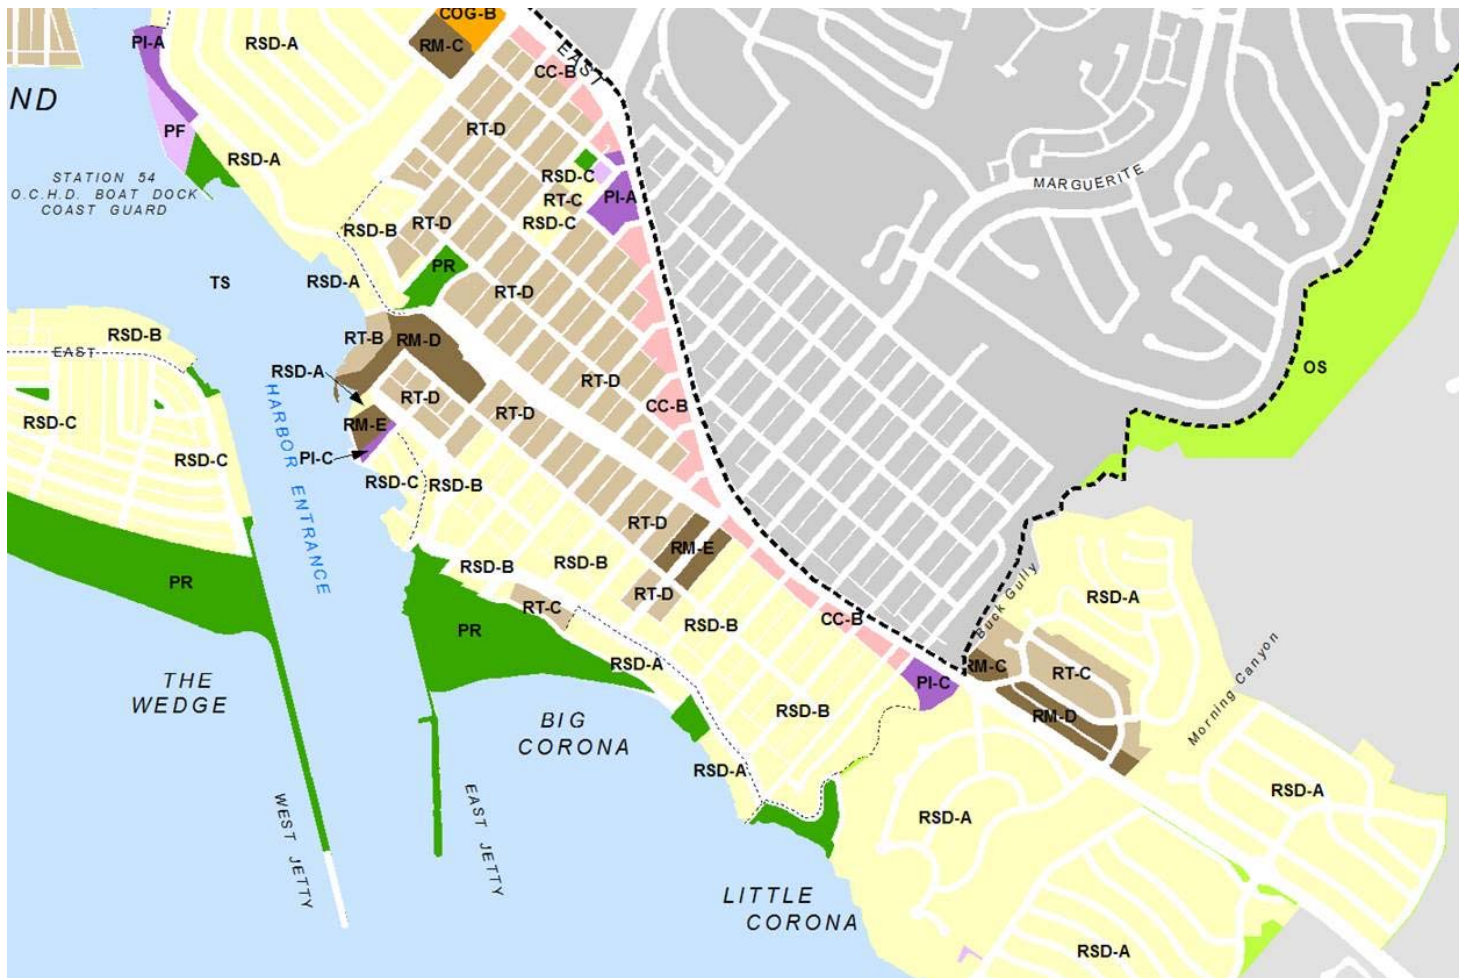 COG-B
PI-A
RSD-A
RM-C
EAST
CC-B
ND
PF
RT-D
RSD-A
STATION 54
O.C.H.D. BOAT DOCK
COAST GUARD
RSD-C
RT-C
PI-A
RSD-C
MARGUERITE
RSD-B
RT-D
PR
TS
RSD-A
RT-D
RSD-B
EAST
RT-B
RM-D
RSD-A
OS
RT-D
RT-D
RT-D
CC-B
HARBOR ENTRANCE
RSD-C
RM-E
PI-C
RSD-C
RSD-C
RSD-B
RT-D
RM-E
PR
RSD-B
RSD-B
RT-D
RT-C
Buck Gully
RSD-A
CC-B
RSD-B
PR
RSD-A
RM-C
RT-C
THE
WEDGE
PI-C
Morning Canyon
RSD-B
RM-D
BIG
CORONA
RSD-A
RSD-A
RSD-A
WEST JETTY
EAST JETTY
LITTLE
CORONA
RSD-A